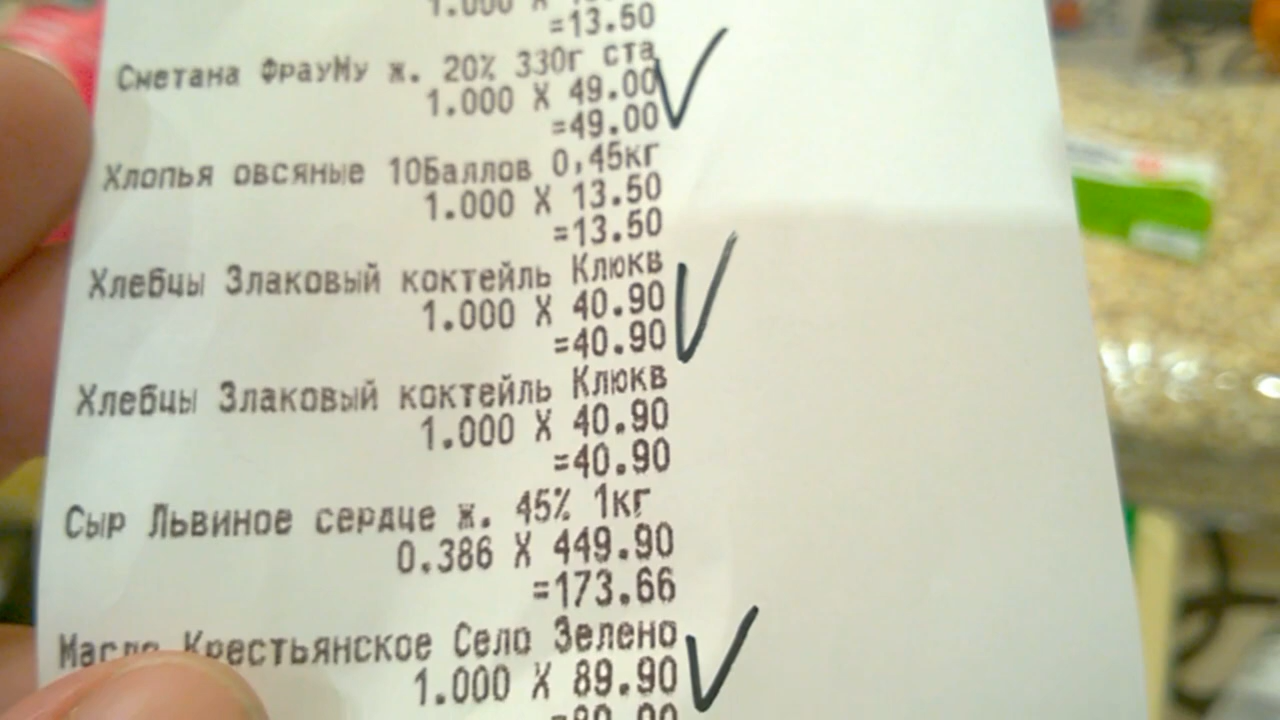 1.000 X
=13.50
Сметана ФрауМу ж. 20% 330г ста
1.000 X 49.00
=49.00
Хлопья овсяные 10Баллов 0,45кг
1.000 X 13.50
=13.50
Хлебцы Злаковый коктейль Клюкв
1.000 X 40.90
=40.90
Хлебцы Злаковый коктейль Клюкв
1.000 X 40.90
=40.90
Сыр Львиное сердце ж. 45% 1кг
0.386 X 449.90
=173.66
Масло Крестьянское Село Зелено
1.000 X 89.90